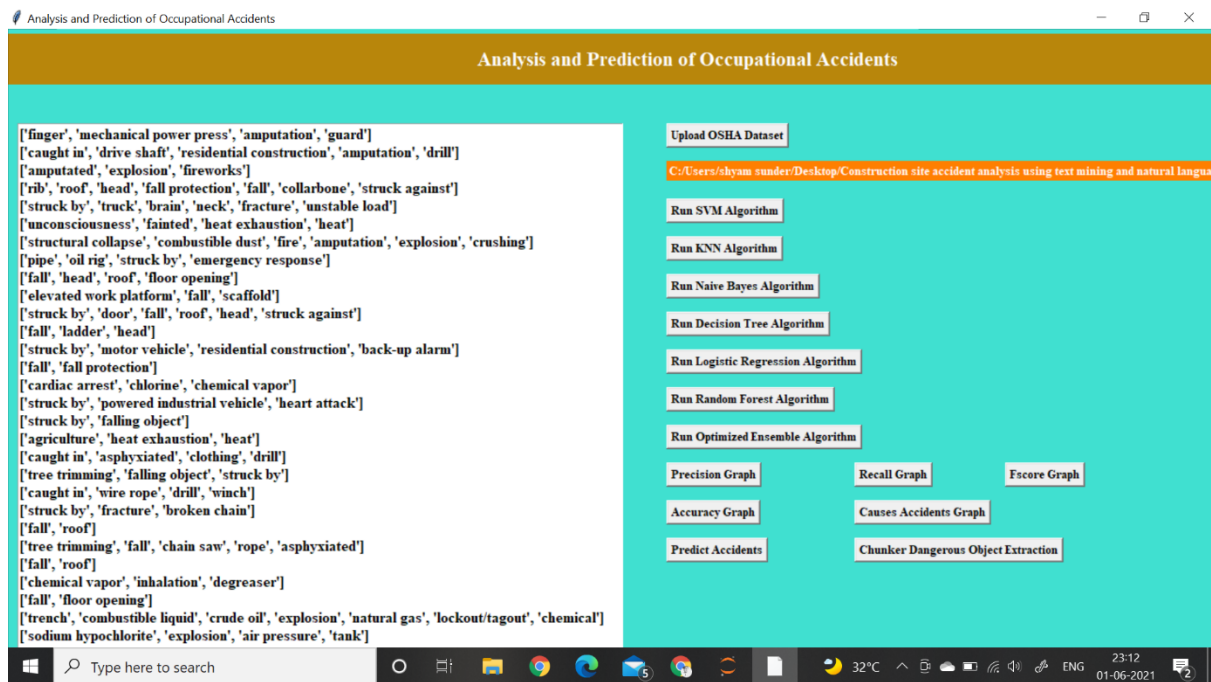 Analysis and Prediction of Occupational Accidents
Analysis and Prediction of Occupational Accidents
['finger', 'mechanical power press', 'amputation', 'guard']
['caught in', 'drive shaft', 'residential construction', 'amputation', 'drill']
['amputated', 'explosion', 'fireworks']
['rib', 'roof', 'head', 'fall protection', 'fall', 'collarbone', 'struck against']
['struck by', 'truck', 'brain', 'neck', 'fracture', 'unstable load']
['unconsciousness', 'fainted', 'heat exhaustion', 'heat']
['structural collapse', 'combustible dust', 'fire', 'amputation', 'explosion', 'crushing']
['pipe', 'oil rig', 'struck by', 'emergency response']
['fall', 'head', 'roof', 'floor opening']
['elevated work platform', 'fall', 'scaffold']
['struck by', 'door', 'fall', 'roof', 'head', 'struck against']
['fall', 'ladder', 'head']
['struck by', 'motor vehicle', 'residential construction', 'back-up alarm']
['fall', 'fall protection']
['cardiac arrest', 'chlorine', 'chemical vapor']
['struck by', 'powered industrial vehicle', 'heart attack']
['struck by', 'falling object']
['agriculture', 'heat exhaustion', 'heat']
['caught in', 'asphyxiated', 'clothing', 'drill']
['tree trimming', 'falling object', 'struck by']
['caught in', 'wire rope', 'drill', 'winch']
['struck by', 'fracture', 'broken chain']
['fall', 'roof']
['tree trimming', 'fall', 'chain saw', 'rope', 'asphyxiated']
['fall', 'roof']
['chemical vapor', 'inhalation', 'degreaser']
['fall', 'floor opening']
['trench', 'combustible liquid', 'crude oil', 'explosion', 'natural gas', 'lockout/tagout', 'chemical']
['sodium hypochlorite', 'explosion', 'air pressure', 'tank']
Upload OSHA Dataset
C:/Users/shyam sunder/Desktop/Construction site accident analysis using text mining and natural langua
Run SVM Algorithm
Run KNN Algorithm
Run Naive Bayes Algorithm
Run Decision Tree Algorithm
Run Logistic Regression Algorithm
Run Random Forest Algorithm
Run Optimized Ensemble Algorithm
Precision Graph Recall Graph Fscore Graph
Accuracy Graph Causes Accidents Graph
Predict Accidents Chunker Dangerous Object Extraction
Type here to search 5 32°C ENG 23:12
01-06-2021 2